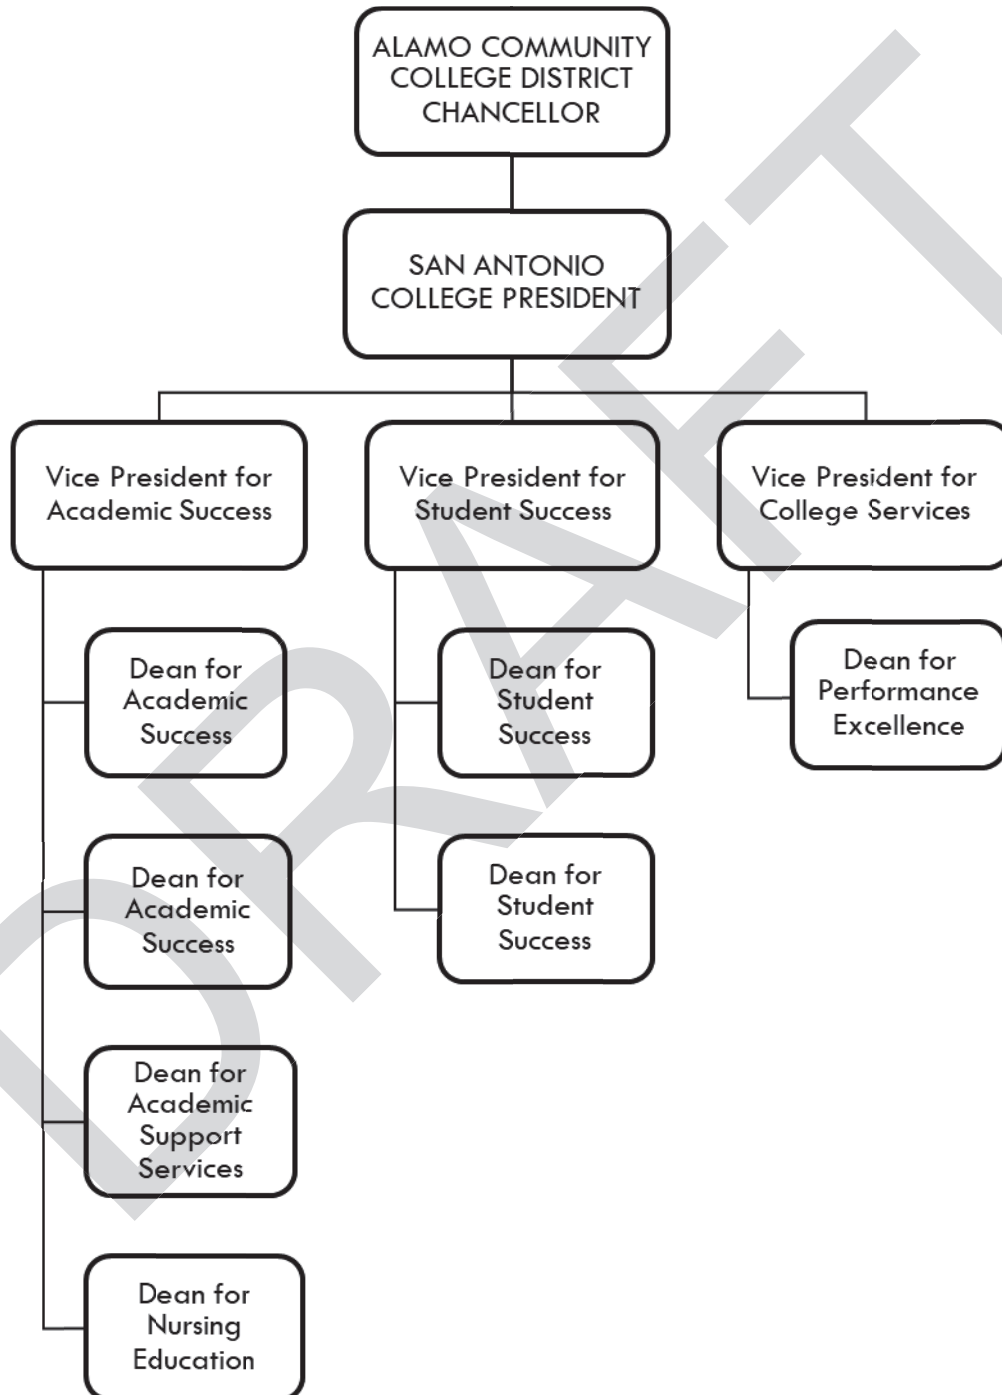 ALAMO COMMUNITY
COLLEGE DISTRICT
CHANCELLOR
SAN ANTONIO
COLLEGE PRESIDENT
Vice President for
Academic Success
Dean for
Academic
Success
Dean for
Academic
Success
Dean for
Academic
Support
Services
Dean for
Nursing
Education
Vice President for
Student Success
Dean for
Student
Success
Dean for
Student
Success
Vice President for
College Services
Dean for
Performance
Excellence
DRAFT